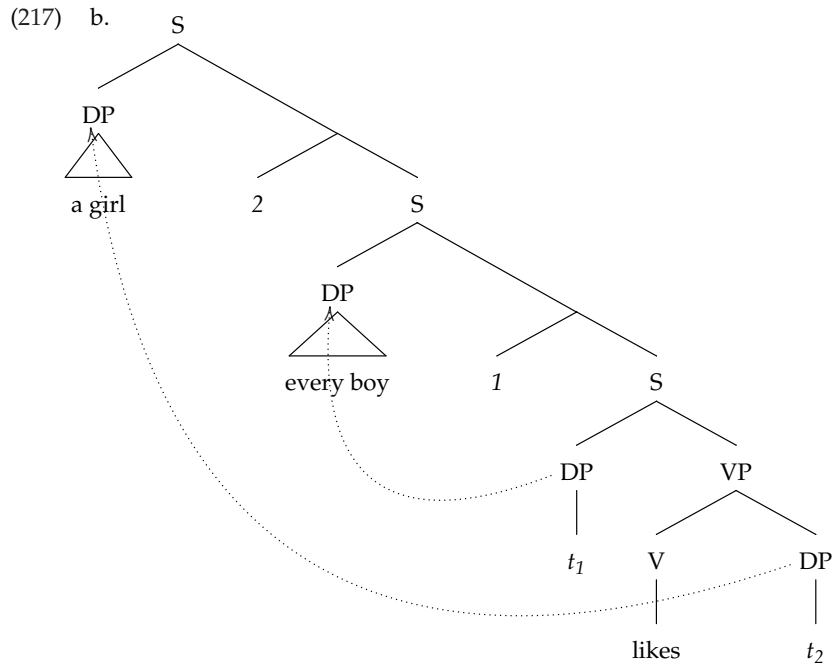 (217) b.
S
DP
a girl 2 S
DP
every boy 1 S
DP VP
t1 V DP
likes t2